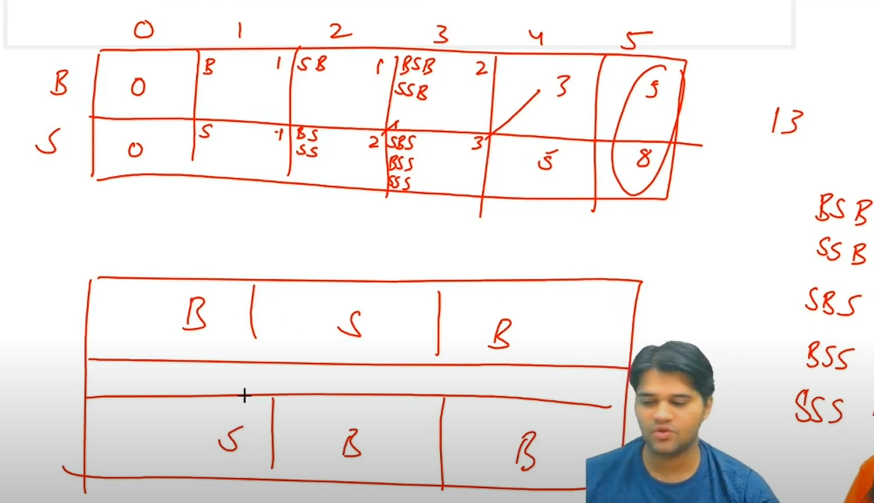 0 1 2 3 4 5
B 0 B 1 SB 1 BSB 2 3 5
SSB
S 0 S 1 BS 2 SBS 3 5 8
SS BSS
SSS
13
BSB
SSB
SBS
BSS
SSS
B S B
S B B